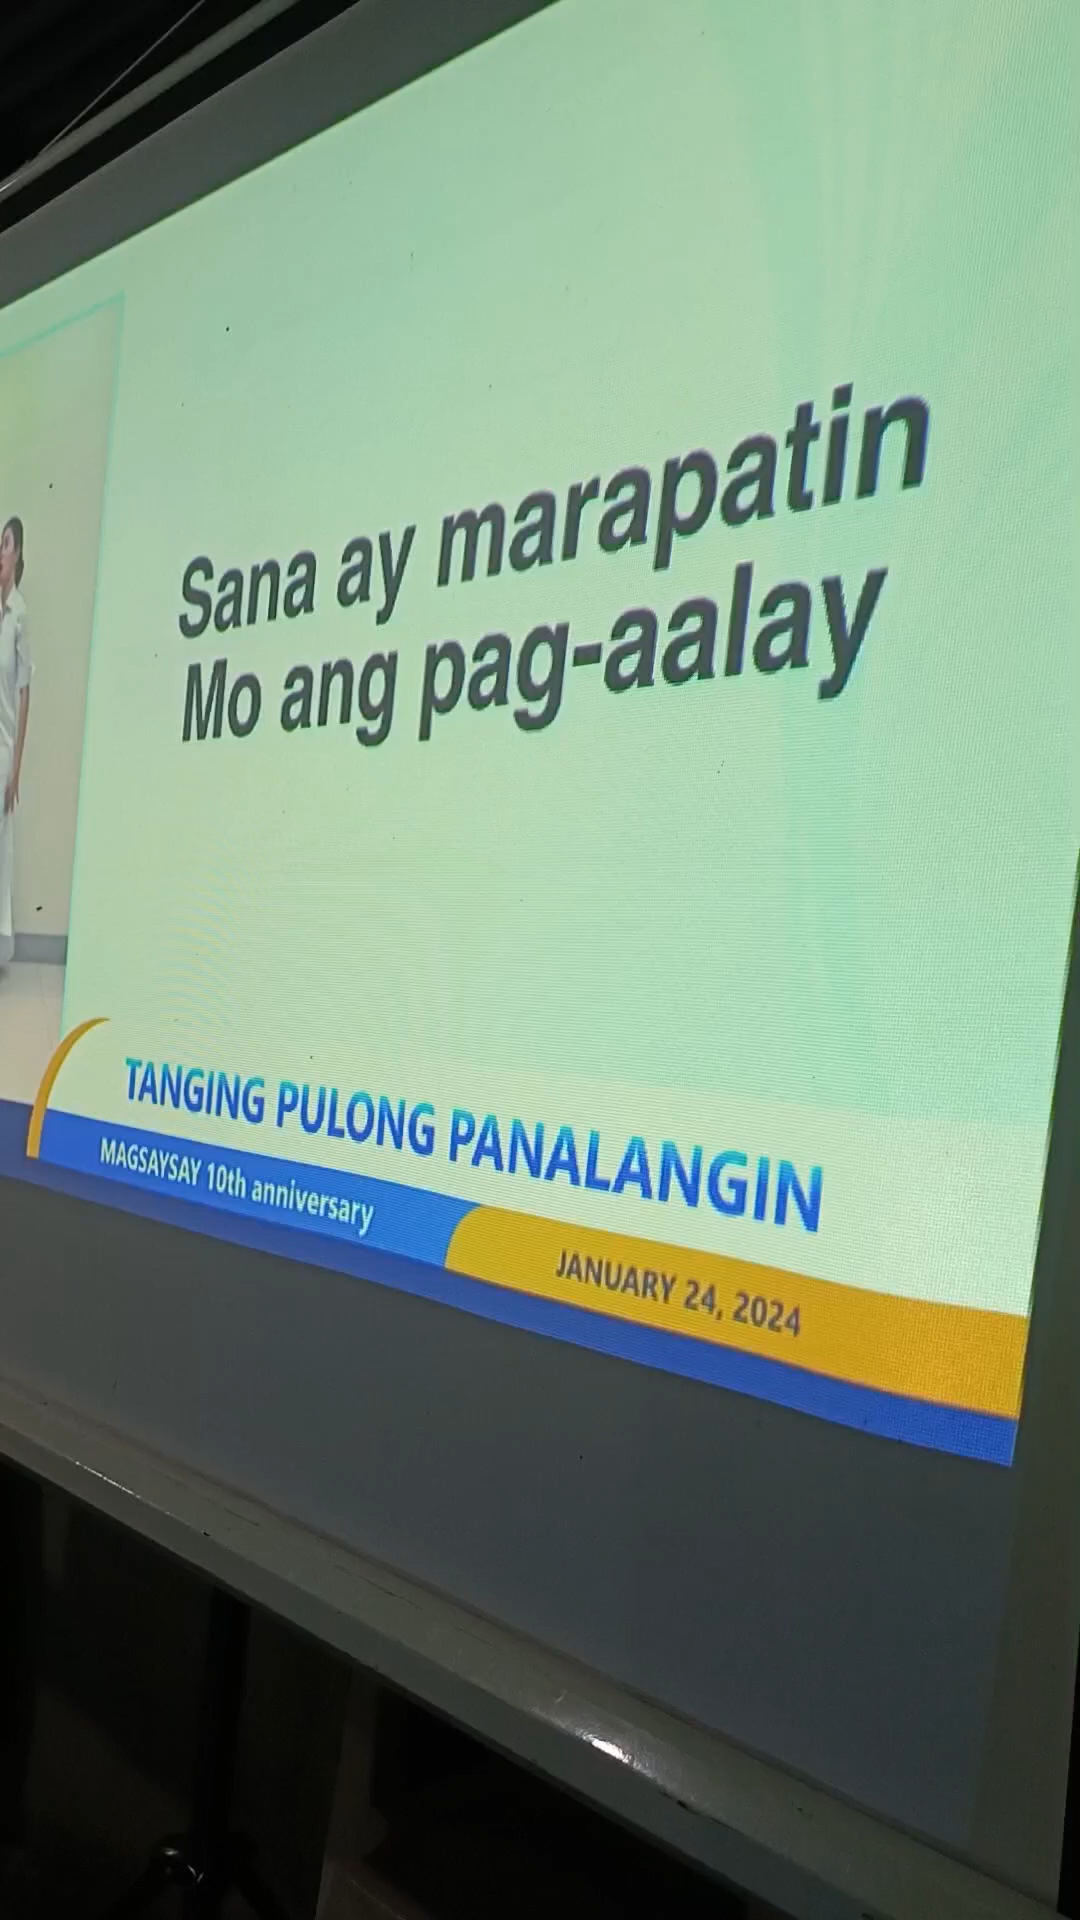 Sana ay marapatin
Mo ang pag-aalay
TANGING PULONG PANALANGIN
MAGSAYSAY 10th anniversary
JANUARY 24, 2024